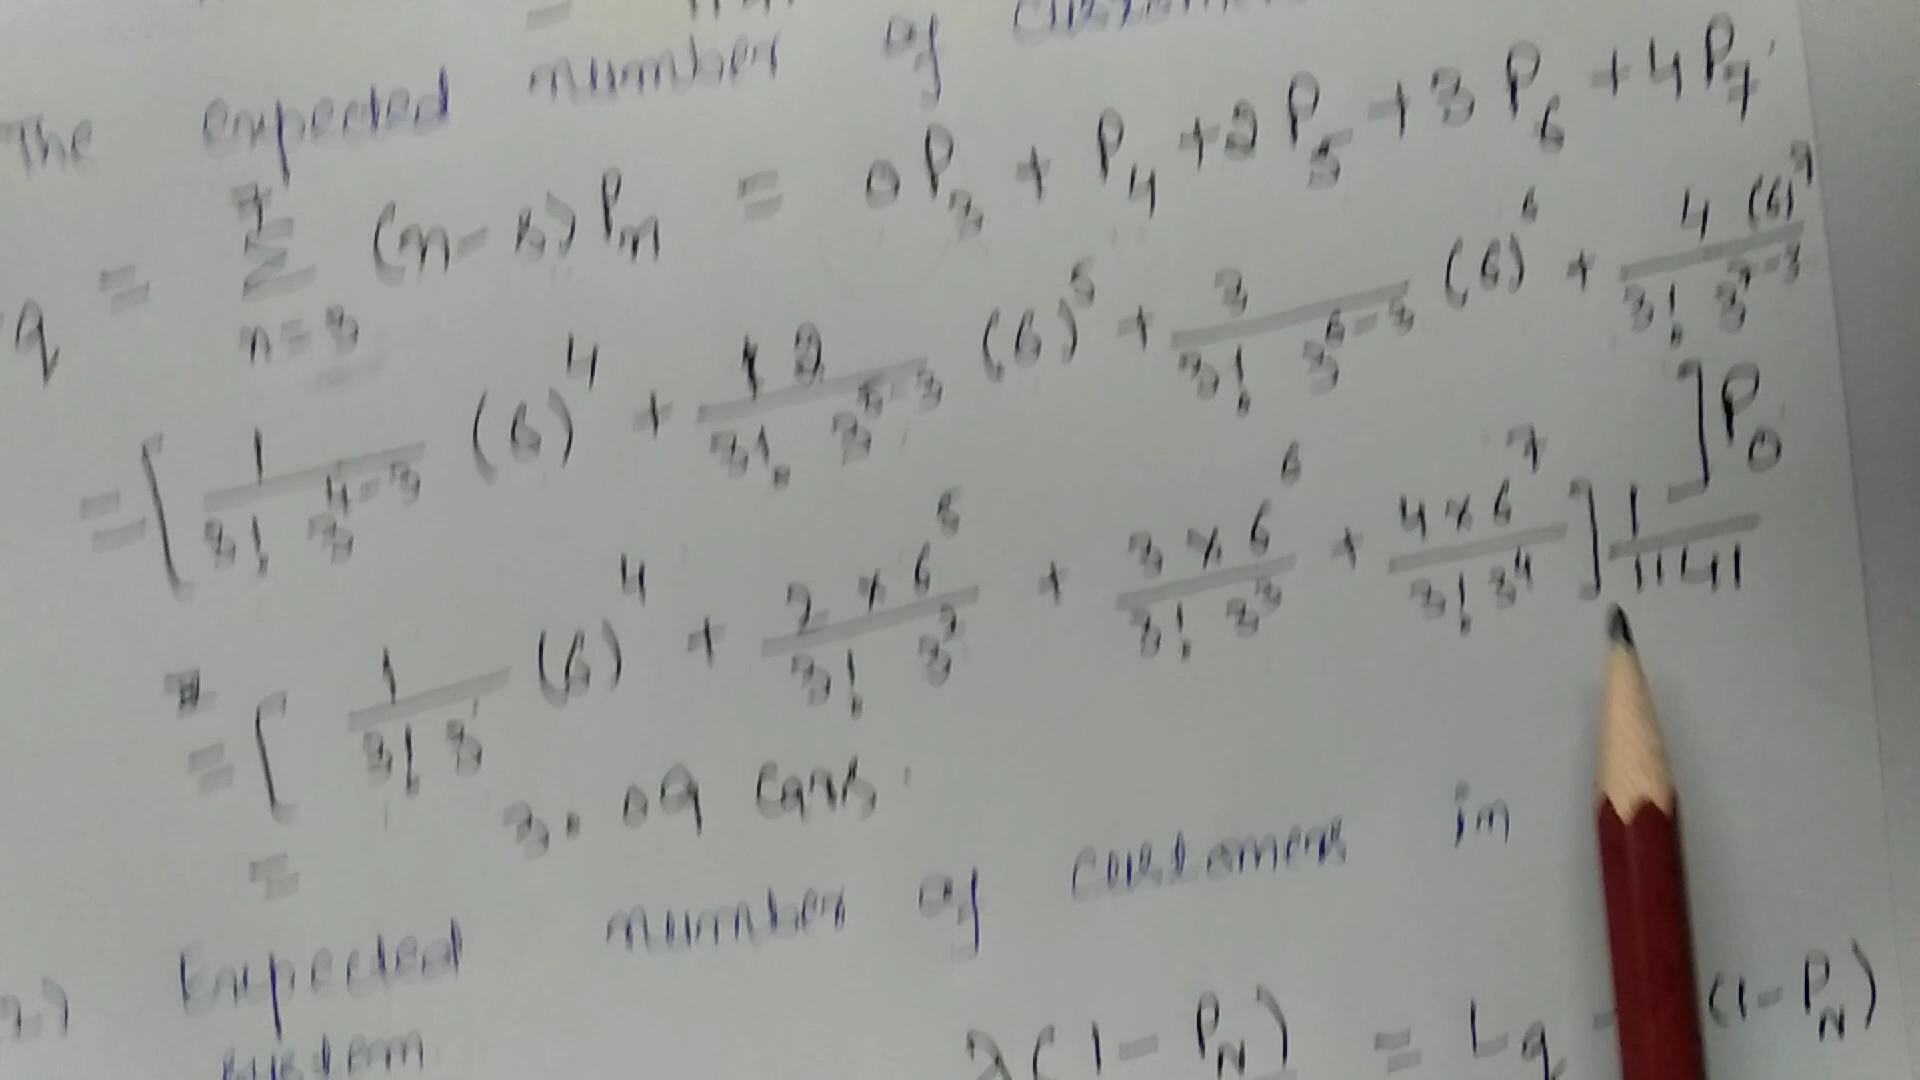 The expected number of
q = 7 Σ n=3 (n-s) Pn = 0P3 + P4 + 2P5 + 3P6 + 4P7.
= [ 1/(3! 3^(4-3)) (6)^4 + 2/(3! 3^(5-3)) (6)^5 + 3/(3! 3^(6-3)) (6)^6 + 4(6)^7/(3! 3^(7-3)) ] P0
= [ 1/(3! 3^1) (6)^4 + 2×6^5/(3! 3^2) + 3×6^6/(3! 3^3) + 4×6^7/(3! 3^4) ] 1/1141
= 3.09 cars.
2) Expected number of customers in
system
λ(1-PN) = Lq (1-PN)